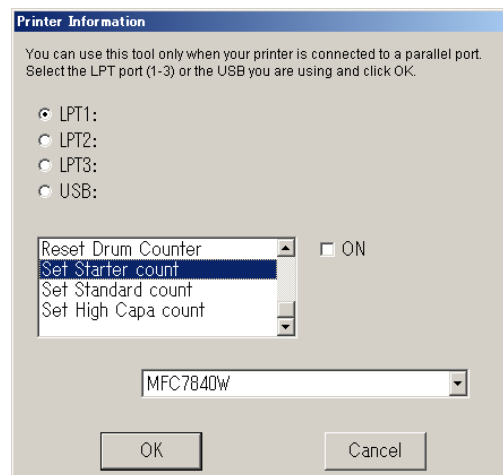 Printer Information
You can use this tool only when your printer is connected to a parallel port.
Select the LPT port (1-3) or the USB you are using and click OK.
LPT1:
LPT2:
LPT3:
USB:
Reset Drum Counter
Set Starter count
Set Standard count
Set High Capa count
ON
MFC7840W
OK
Cancel